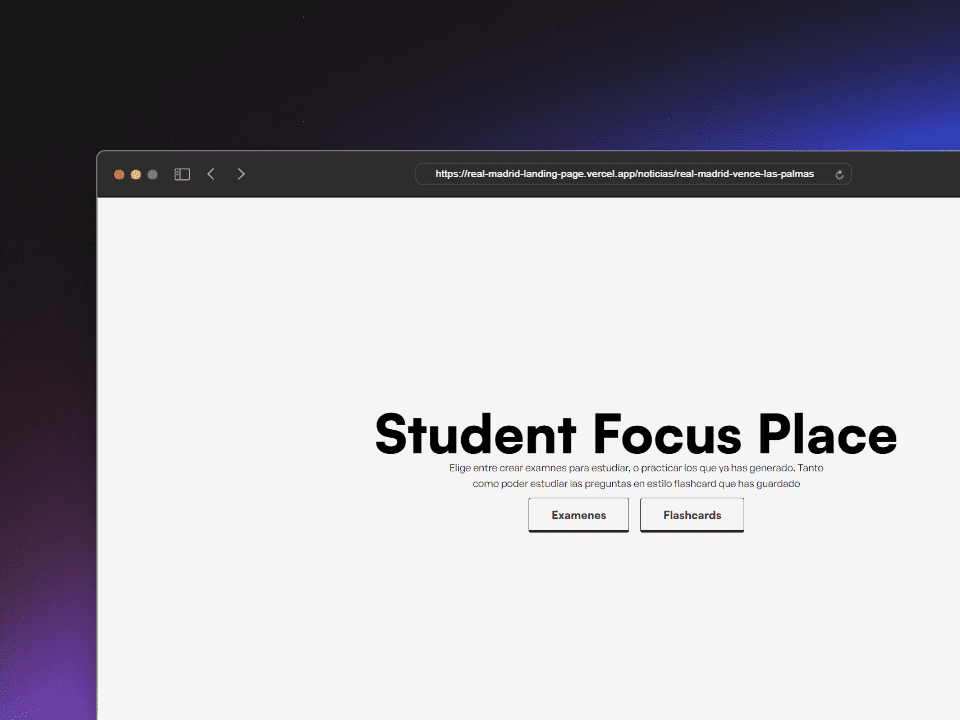 https://real-madrid-landing-page.vercel.app/noticias/real-madrid-vence-las-palmas
Student Focus Place
Elige entre crear examnes para estudiar, o practicar los que ya has generado. Tanto
como poder estudiar las preguntas en estilo flashcard que has guardado
Examenes
Flashcards